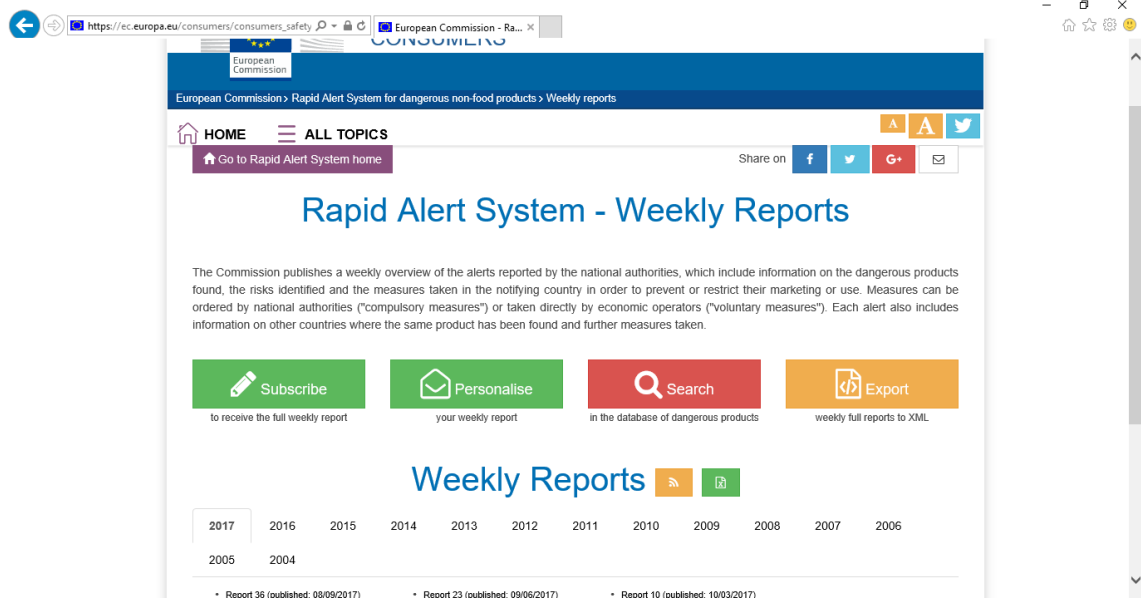 https://ec.europa.eu/consumers/consumers_safety
European Commission - Ra...
CONSUMERS
European
Commission
European Commission > Rapid Alert System for dangerous non-food products > Weekly reports
HOME ALL TOPICS A A
Go to Rapid Alert System home Share on f G+
Rapid Alert System - Weekly Reports
The Commission publishes a weekly overview of the alerts reported by the national authorities, which include information on the dangerous products
found, the risks identified and the measures taken in the notifying country in order to prevent or restrict their marketing or use. Measures can be
ordered by national authorities ("compulsory measures") or taken directly by economic operators ("voluntary measures"). Each alert also includes
information on other countries where the same product has been found and further measures taken.
Subscribe Personalise Search Export
to receive the full weekly report your weekly report in the database of dangerous products weekly full reports to XML
Weekly Reports
2017 2016 2015 2014 2013 2012 2011 2010 2009 2008 2007 2006
2005 2004
• Report 36 (published: 08/09/2017) • Report 23 (published: 09/06/2017) • Report 10 (published: 10/03/2017)